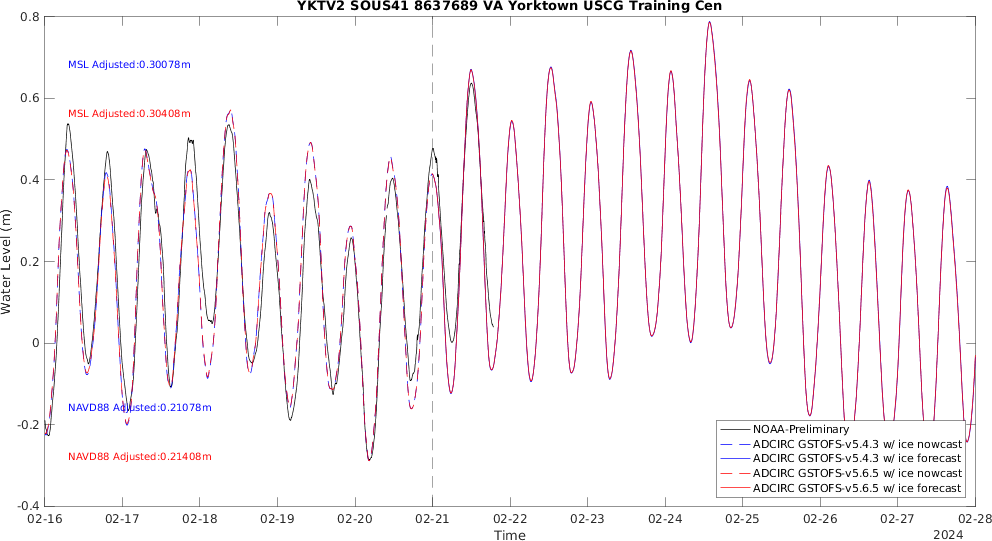 YKTV2 SOUS41 8637689 VA Yorktown USCG Training Cen
0.8
MSL Adjusted:0.30078m
0.6
MSL Adjusted:0.30408m
0.4
Water Level (m)
0.2
0
NAVD88 Adjusted:0.21078m
-0.2
NAVD88 Adjusted:0.21408m
NOAA-Preliminary
ADCIRC GSTOFS-v5.4.3 w/ ice nowcast
ADCIRC GSTOFS-v5.4.3 w/ ice forecast
ADCIRC GSTOFS-v5.6.5 w/ ice nowcast
ADCIRC GSTOFS-v5.6.5 w/ ice forecast
-0.4
02-16 02-17 02-18 02-19 02-20 02-21 02-22 02-23 02-24 02-25 02-26 02-27 02-28
Time
2024